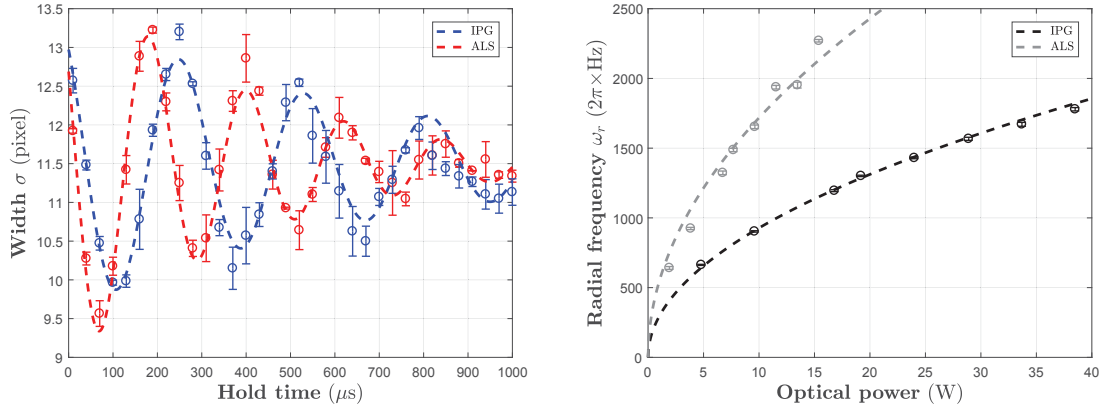 13.5
13
12.5
12
11.5
11
10.5
10
9.5
9
Width σ (pixel)
0 100 200 300 400 500 600 700 800 900 1000
Hold time (μs)
IPG
ALS
2500
2000
1500
1000
500
0
Radial frequency ω_r (2π×Hz)
0 5 10 15 20 25 30 35 40
Optical power (W)
IPG
ALS